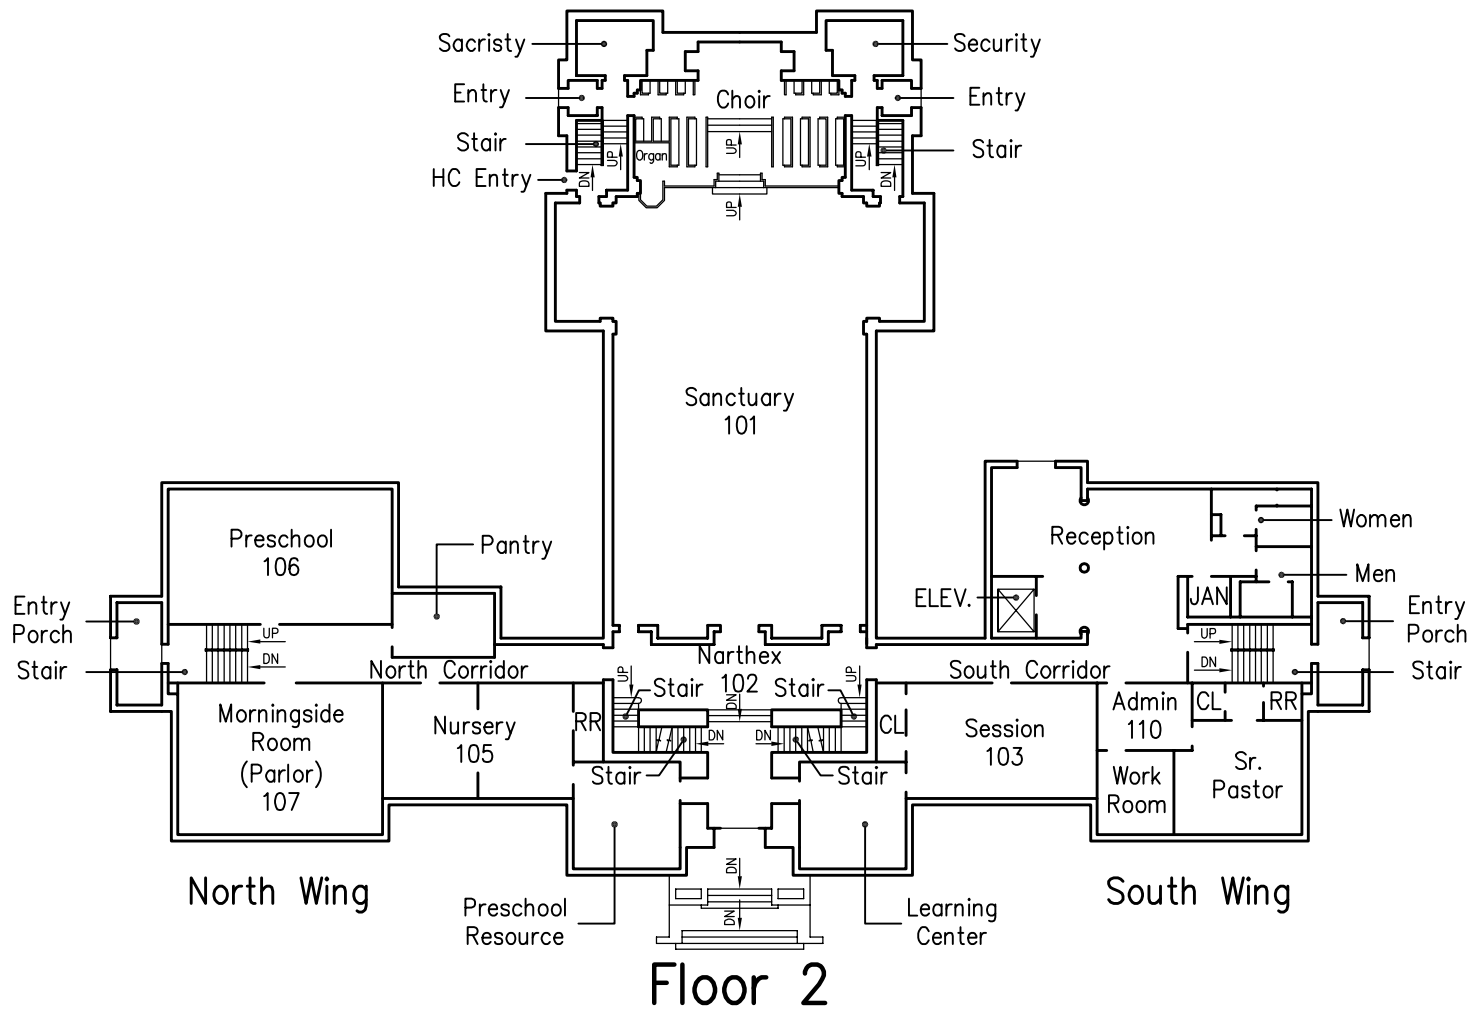 Sacristy
Security
Entry
Choir
Entry
Stair
UP
Organ
UP
UP
Stair
HC Entry
DN
UP
DN
Sanctuary
101
Preschool
106
Pantry
Reception
Women
Men
ELEV.
JAN
Entry
Porch
Entry
Porch
UP
DN
Stair
North Corridor
Narthex
102
South Corridor
UP
DN
Stair
UP
Stair
DN
Stair
UP
Morningside
Room
(Parlor)
107
Nursery
105
RR
DN
DN
CL
Session
103
Admin
110
CL
RR
Stair
Stair
Work
Room
Sr.
Pastor
North Wing
South Wing
DN
DN
Preschool
Resource
Learning
Center
Floor 2